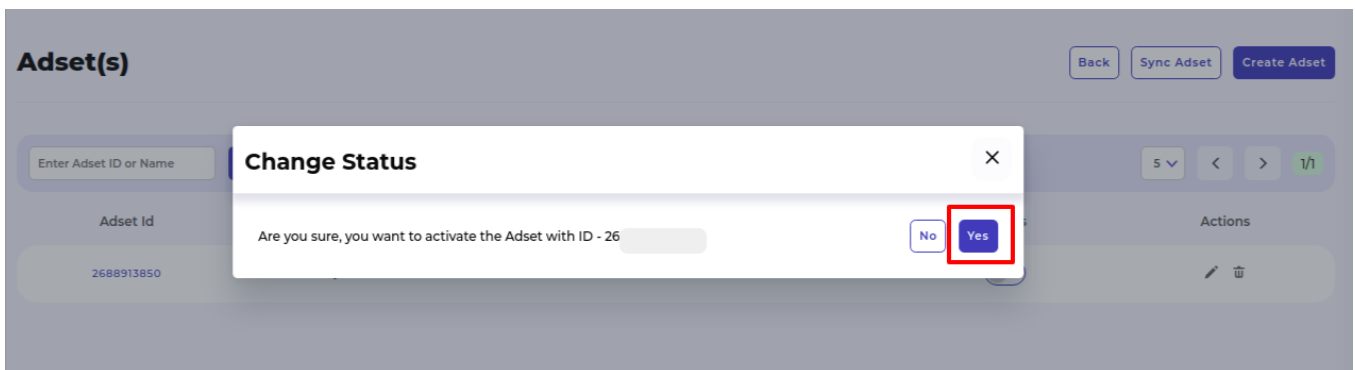 Adset(s)
Back
Sync Adset
Create Adset
Enter Adset ID or Name
Change Status
5
1/1
Adset Id
Are you sure, you want to activate the Adset with ID - 26
No
Yes
Actions
2688913850